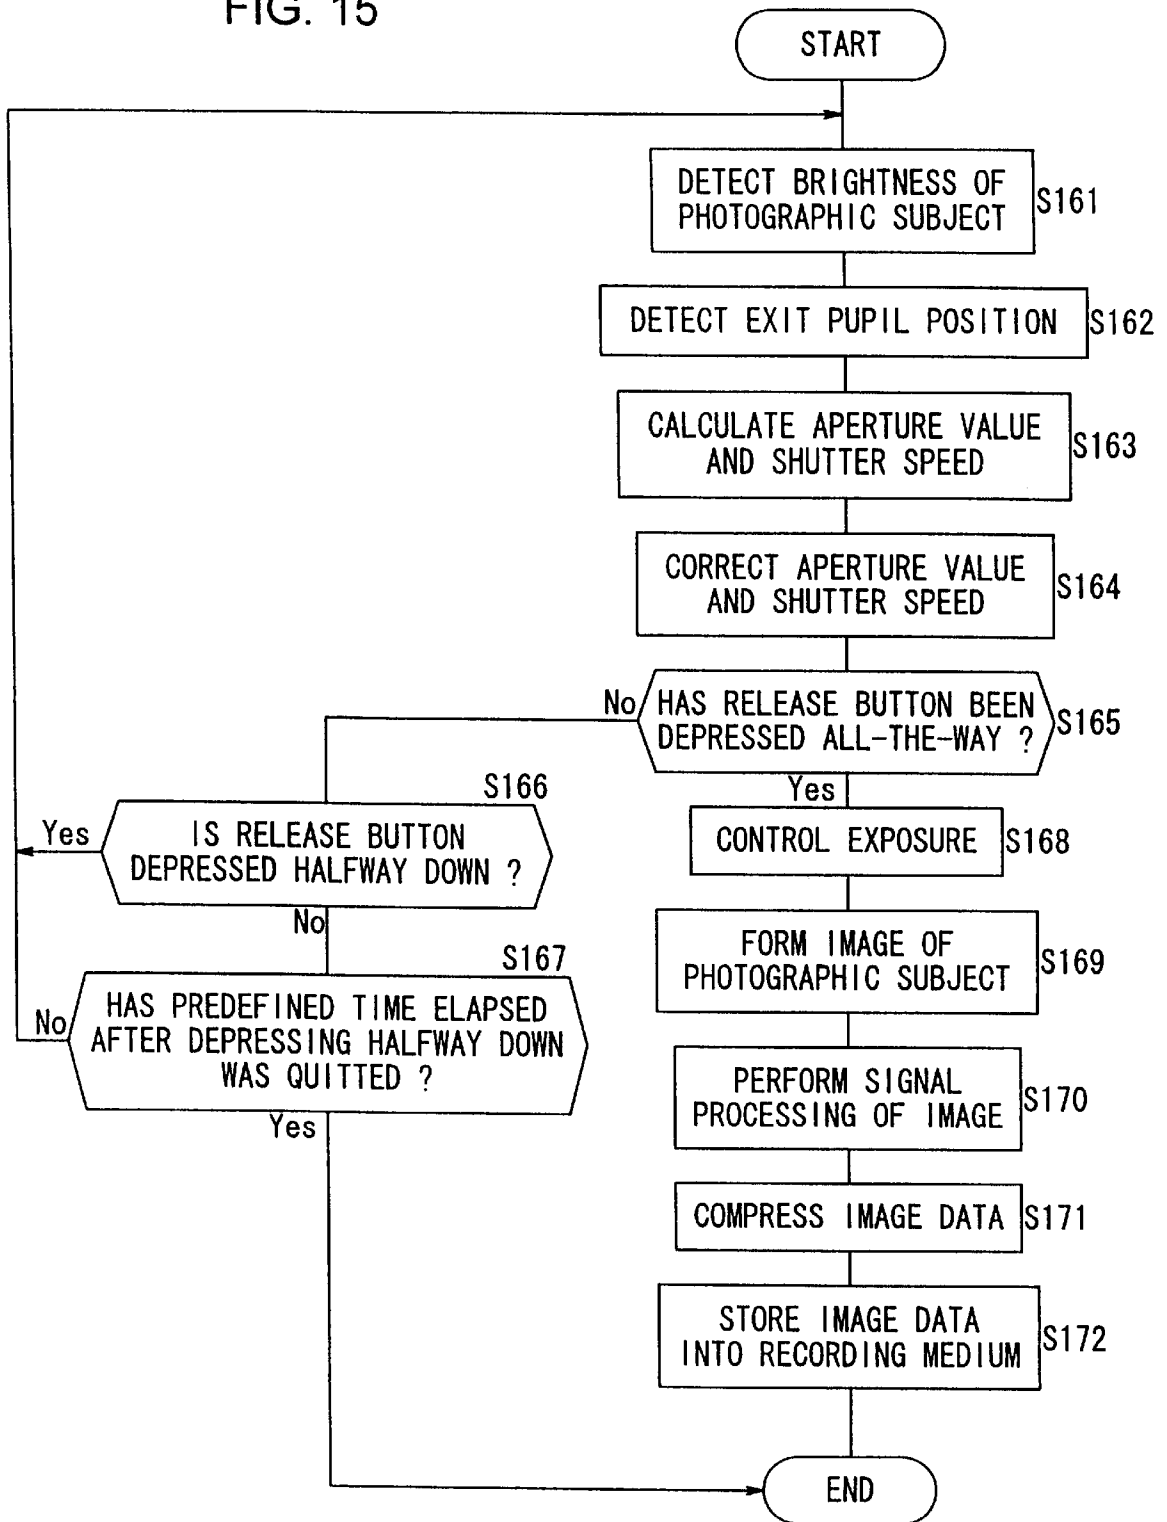 FIG. 15
START
DETECT BRIGHTNESS OF
PHOTOGRAPHIC SUBJECT
S161
DETECT EXIT PUPIL POSITION
S162
CALCULATE APERTURE VALUE
AND SHUTTER SPEED
S163
CORRECT APERTURE VALUE
AND SHUTTER SPEED
S164
No
HAS RELEASE BUTTON BEEN
DEPRESSED ALL-THE-WAY ?
S165
Yes
S166
Yes
IS RELEASE BUTTON
DEPRESSED HALFWAY DOWN ?
No
S167
No
HAS PREDEFINED TIME ELAPSED
AFTER DEPRESSING HALFWAY DOWN
WAS QUITTED ?
Yes
CONTROL EXPOSURE
S168
FORM IMAGE OF
PHOTOGRAPHIC SUBJECT
S169
PERFORM SIGNAL
PROCESSING OF IMAGE
S170
COMPRESS IMAGE DATA
S171
STORE IMAGE DATA
INTO RECORDING MEDIUM
S172
END